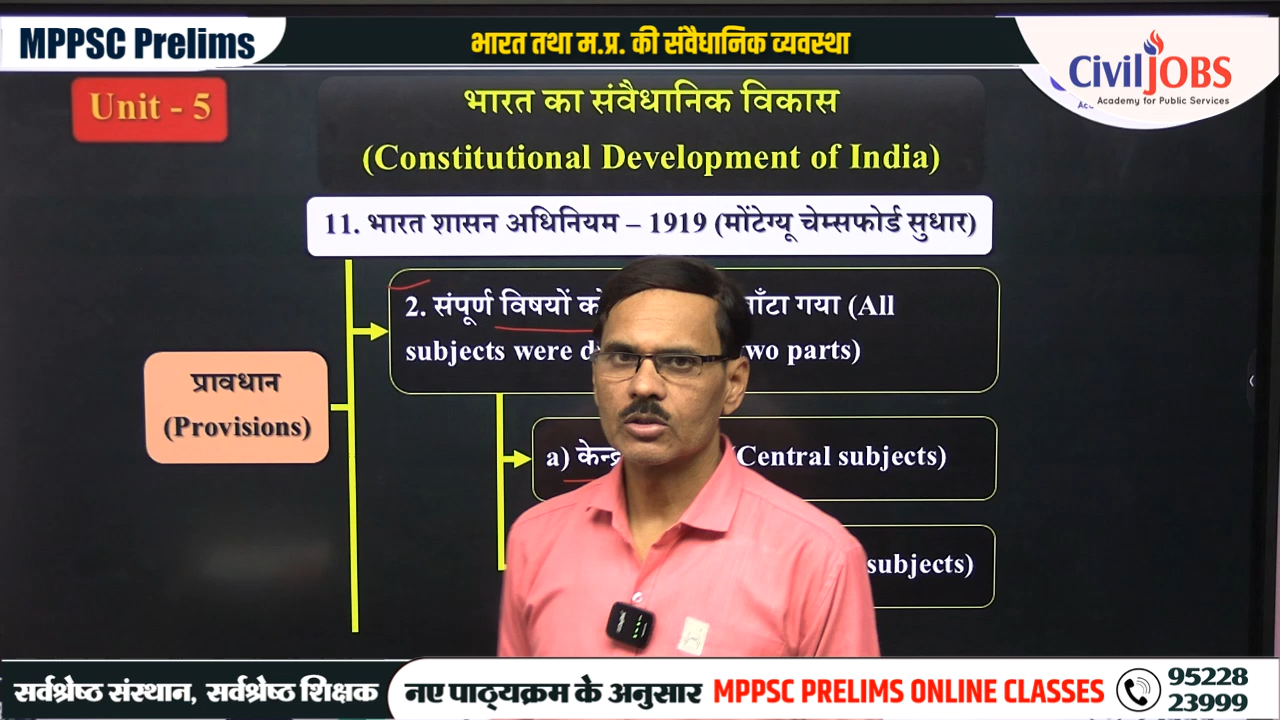 MPPSC Prelims
भारत तथा म.प्र. की संवैधानिक व्यवस्था
CivilJOBS
Academy for Public Services
Unit - 5
भारत का संवैधानिक विकास
(Constitutional Development of India)
11. भारत शासन अधिनियम – 1919 (मोंटेग्यू चेम्सफोर्ड सुधार)
2. संपूर्ण विषयों को बाँटा गया (All
subjects were two parts)
प्रावधान
(Provisions)
a) (Central subjects)
subjects)
सर्वश्रेष्ठ संस्थान, सर्वश्रेष्ठ शिक्षक
नए पाठ्यक्रम के अनुसार MPPSC PRELIMS ONLINE CLASSES
95228
23999